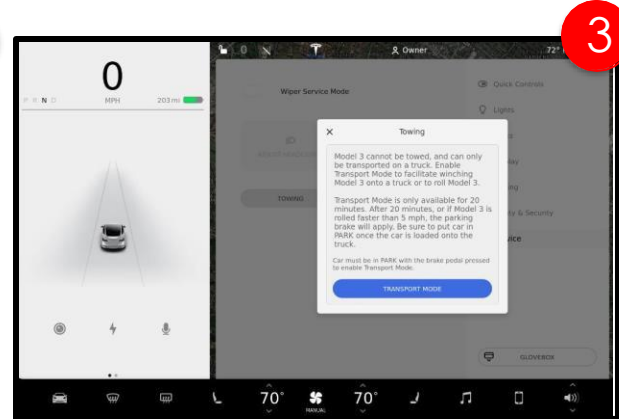 3
0
MPH
P R N D
203 mi
0
Owner
72°
Wiper Service Mode
Quick Controls
Lights
TOWING
GLOVEBOX
Towing
Model 3 cannot be towed, and can only
be transported on a truck. Enable
Transport Mode to facilitate winching
Model 3 onto a truck or to roll Model 3.
Transport Mode is only available for 20
minutes. After 20 minutes, or if Model 3 is
rolled faster than 5 mph, the parking
brake will apply. Be sure to put car in
PARK once the car is loaded onto the
truck.
Car must be in PARK with the brake pedal pressed
to enable Transport Mode.
TRANSPORT MODE
70°
MANUAL
70°